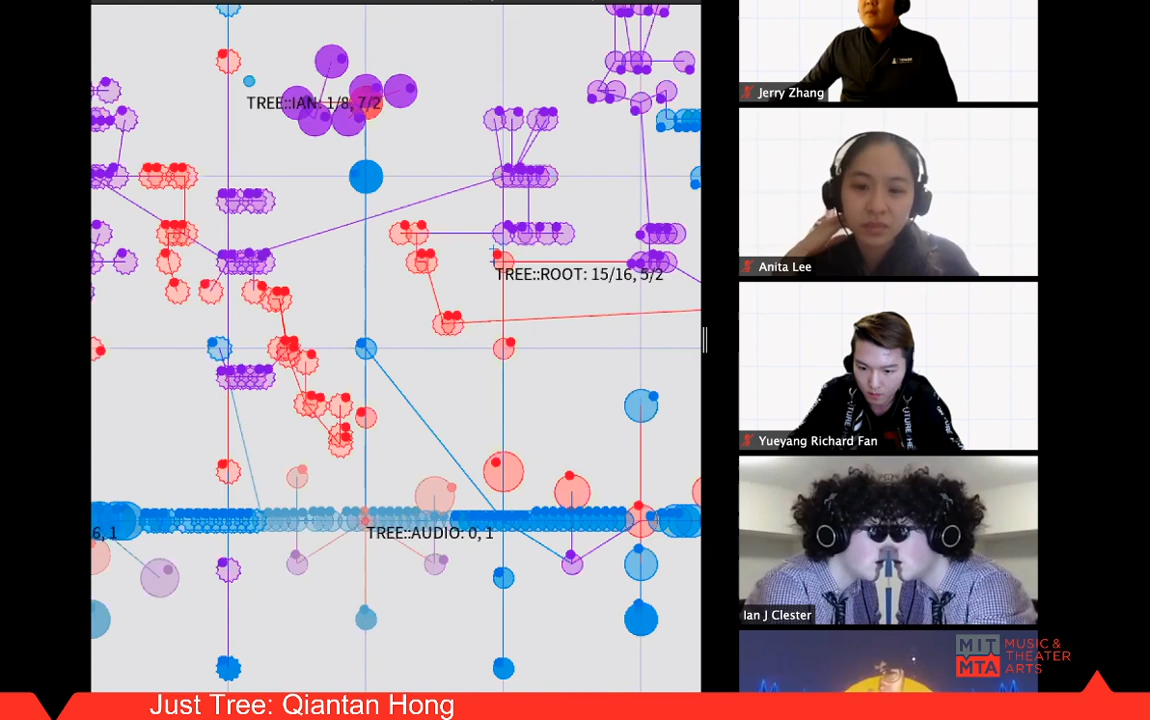 TREE::IAN: 1/8, 7/2
TREE::ROOT: 15/16, 5/2
6, 1
TREE::AUDIO: 0, 1
Jerry Zhang
Anita Lee
Yueyang Richard Fan
Ian J Clester
MIT
MTA
MUSIC &
THEATER
ARTS
Just Tree: Qiantan Hong